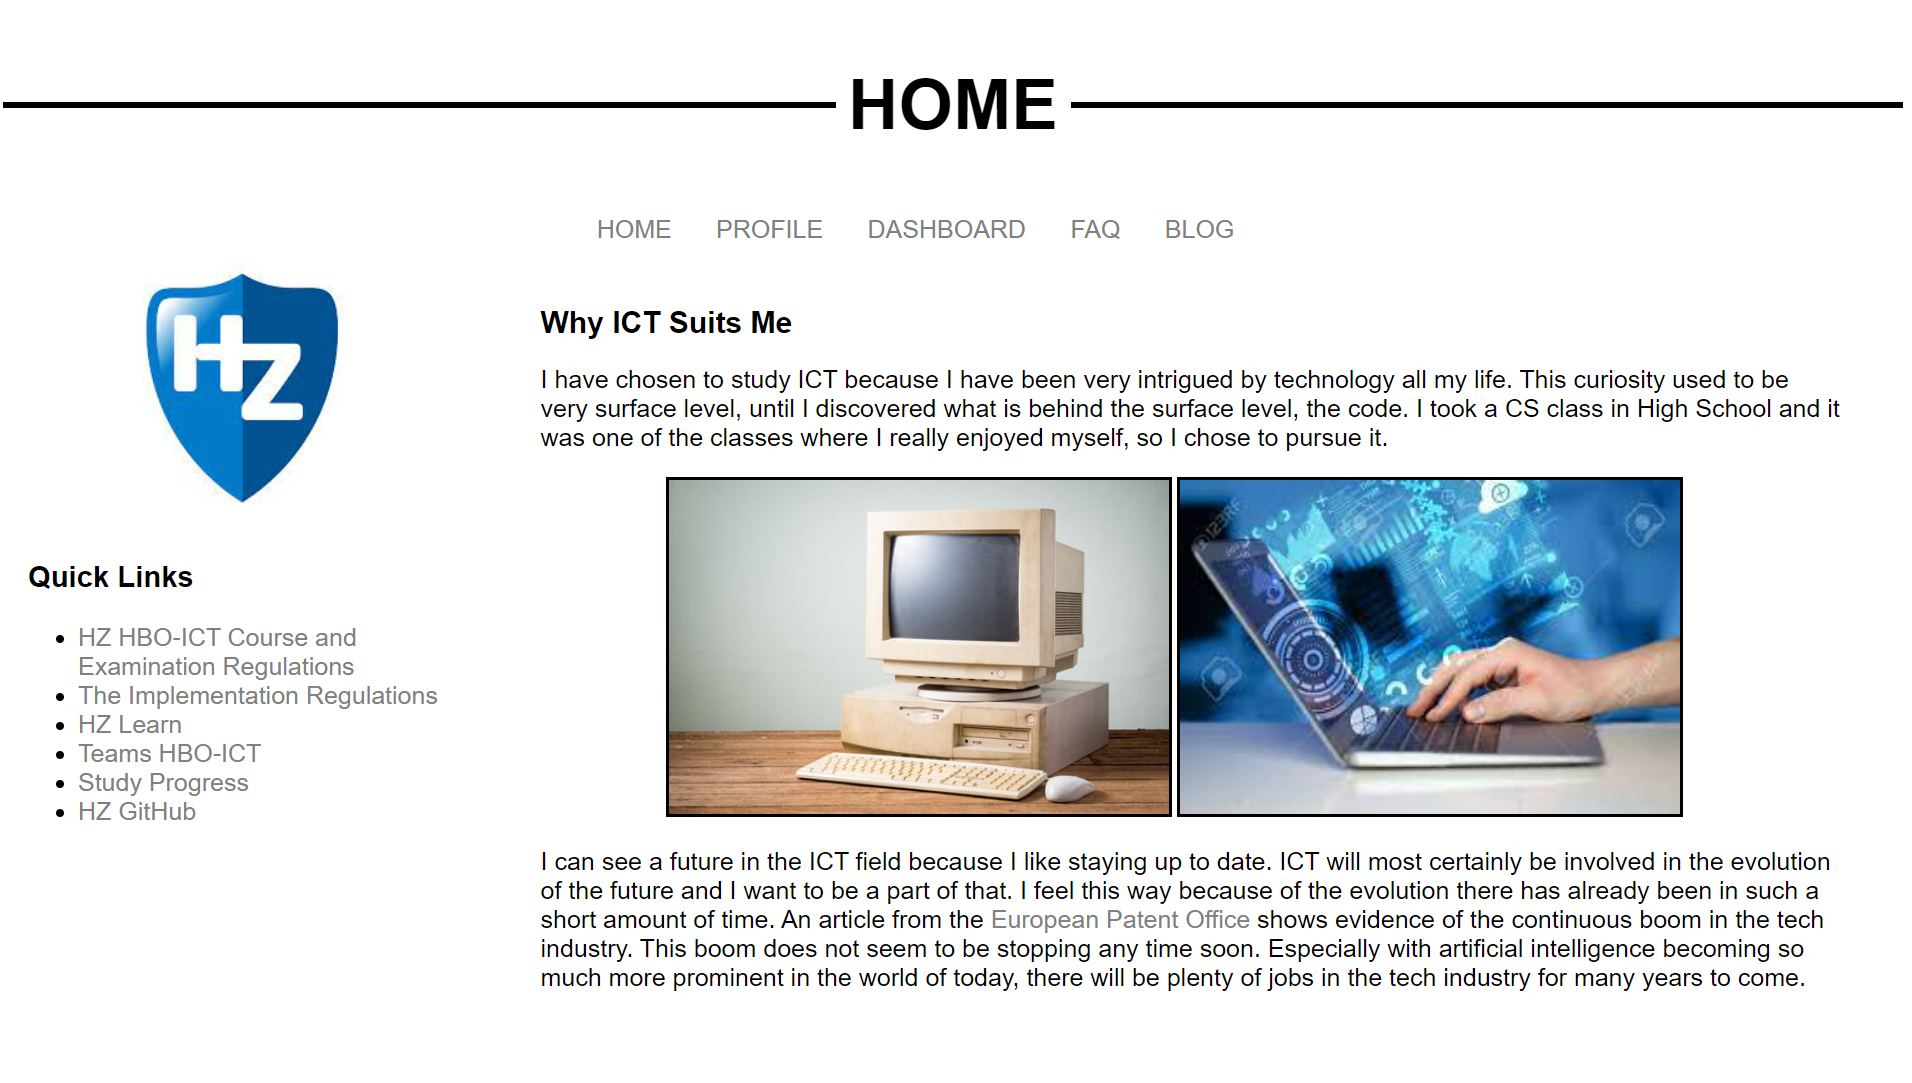 HOME
HOME PROFILE DASHBOARD FAQ BLOG
HZ
Quick Links
HZ HBO-ICT Course and
Examination Regulations
The Implementation Regulations
HZ Learn
Teams HBO-ICT
Study Progress
HZ GitHub
Why ICT Suits Me
I have chosen to study ICT because I have been very intrigued by technology all my life. This curiosity used to be
very surface level, until I discovered what is behind the surface level, the code. I took a CS class in High School and it
was one of the classes where I really enjoyed myself, so I chose to pursue it.
123RF
I can see a future in the ICT field because I like staying up to date. ICT will most certainly be involved in the evolution
of the future and I want to be a part of that. I feel this way because of the evolution there has already been in such a
short amount of time. An article from the European Patent Office shows evidence of the continuous boom in the tech
industry. This boom does not seem to be stopping any time soon. Especially with artificial intelligence becoming so
much more prominent in the world of today, there will be plenty of jobs in the tech industry for many years to come.